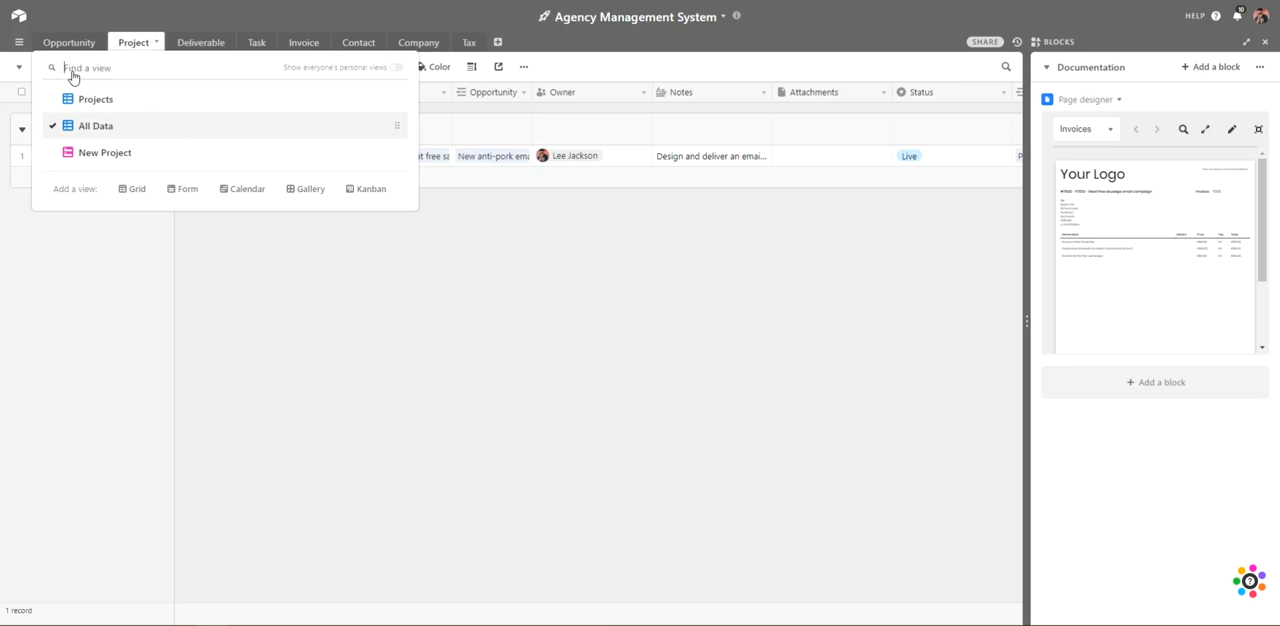 Agency Management System
HELP
10
Opportunity Project Deliverable Task Invoice Contact Company Tax
SHARE
BLOCKS
Find a view
Show everyone's personal views
Color
Documentation
+ Add a block
Projects
All Data
New Project
Add a view: Grid Form Calendar Gallery Kanban
Opportunity Owner Notes Attachments Status
1
New anti-pork ema
Lee Jackson
Design and deliver an emai...
Live
Page designer
Invoices
Your Logo
+ Add a block
1 record